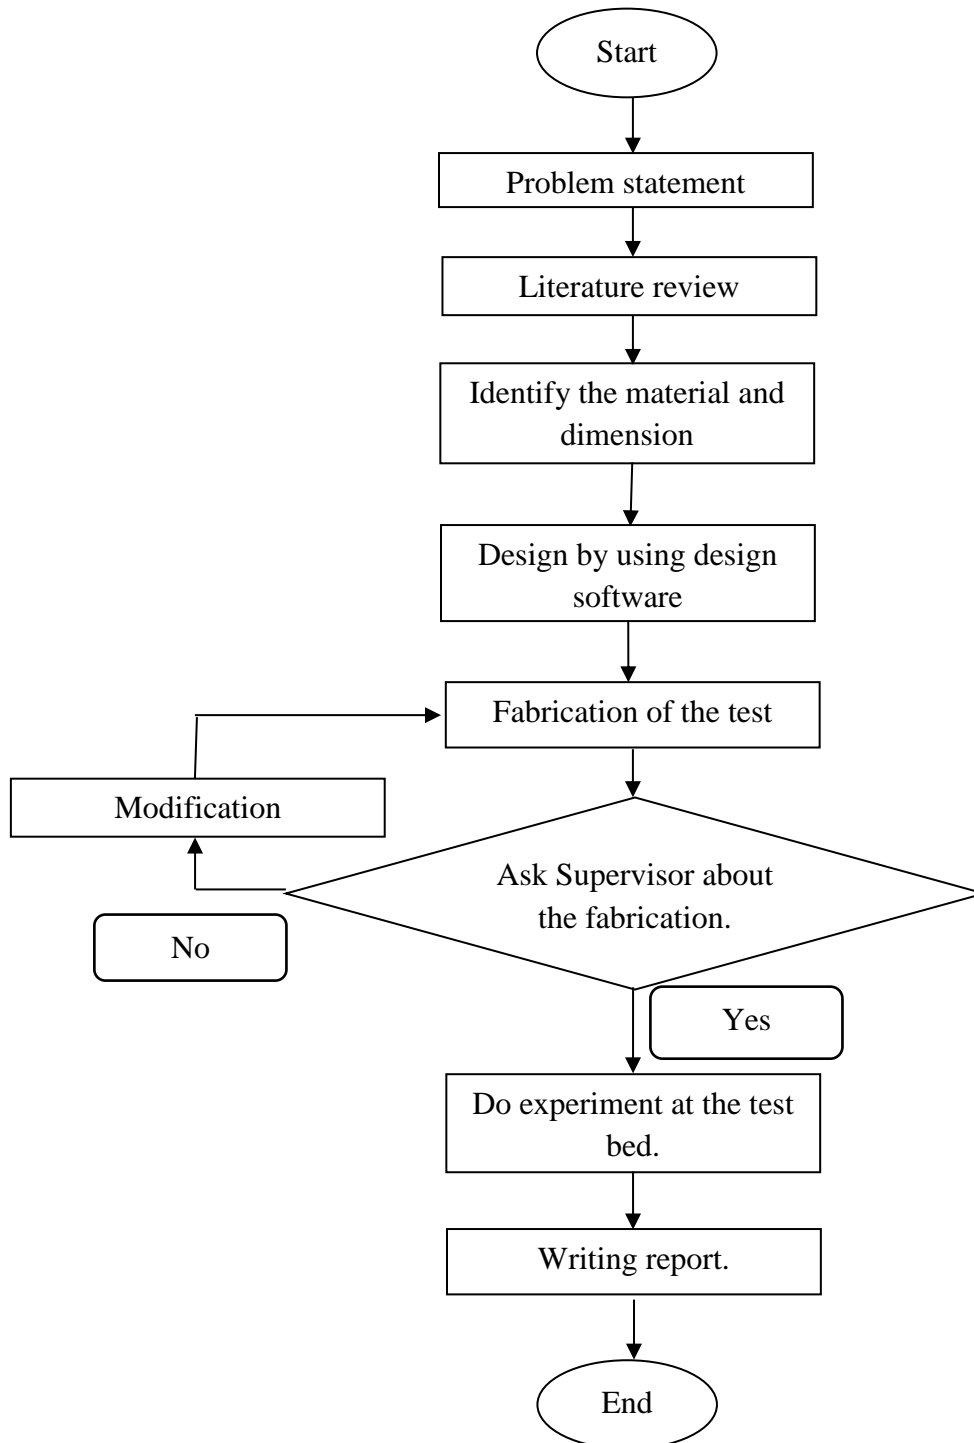 Start
Problem statement
Literature review
Identify the material and
dimension
Design by using design
software
Fabrication of the test
Modification
Ask Supervisor about
the fabrication.
No
Yes
Do experiment at the test
bed.
Writing report.
End